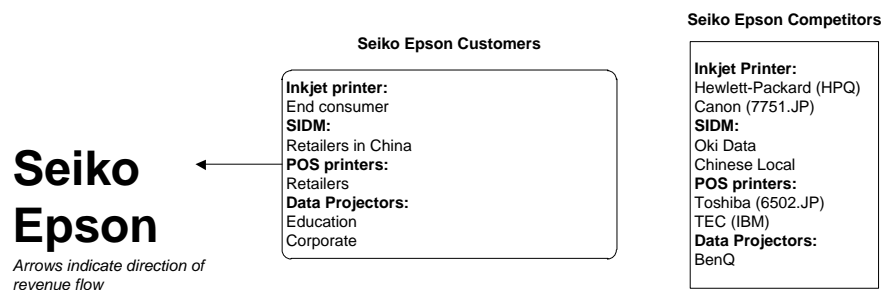 Seiko Epson Competitors
Seiko Epson Customers
Inkjet printer:
End consumer
SIDM:
Retailers in China
POS printers:
Retailers
Data Projectors:
Education
Corporate
Inkjet Printer:
Hewlett-Packard (HPQ)
Canon (7751.JP)
SIDM:
Oki Data
Chinese Local
POS printers:
Toshiba (6502.JP)
TEC (IBM)
Data Projectors:
BenQ
Seiko
Epson
Arrows indicate direction of
revenue flow